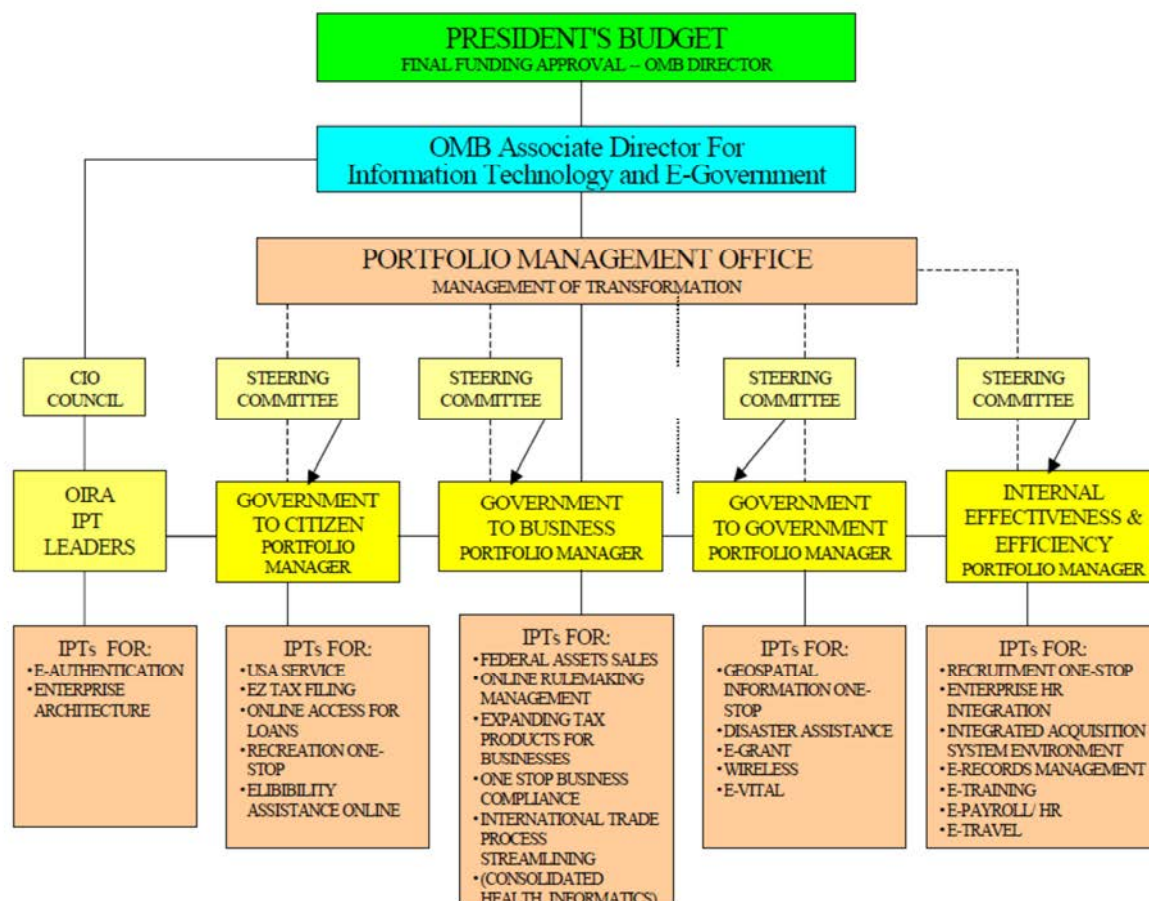 PRESIDENT'S BUDGET
FINAL FUNDING APPROVAL -- OMB DIRECTOR
OMB Associate Director For
Information Technology and E-Government
PORTFOLIO MANAGEMENT OFFICE
MANAGEMENT OF TRANSFORMATION
CIO
COUNCIL
STEERING
COMMITTEE
STEERING
COMMITTEE
STEERING
COMMITTEE
STEERING
COMMITTEE
OIRA
IPT
LEADERS
GOVERNMENT
TO CITIZEN
PORTFOLIO
MANAGER
GOVERNMENT
TO BUSINESS
PORTFOLIO MANAGER
GOVERNMENT
TO GOVERNMENT
PORTFOLIO MANAGER
INTERNAL
EFFECTIVENESS &
EFFICIENCY
PORTFOLIO MANAGER
IPTs FOR:
• E-AUTHENTICATION
• ENTERPRISE
ARCHITECTURE
IPTs FOR:
• USA SERVICE
• EZ TAX FILING
• ONLINE ACCESS FOR
LOANS
• RECREATION ONE-
STOP
• ELIBIBILITY
ASSISTANCE ONLINE
IPTs FOR:
• FEDERAL ASSETS SALES
• ONLINE RULEMAKING
MANAGEMENT
• EXPANDING TAX
PRODUCTS FOR
BUSINESSES
• ONE STOP BUSINESS
COMPLIANCE
• INTERNATIONAL TRADE
PROCESS
STREAMLINING
• (CONSOLIDATED
HEALTH INFORMATICS)
IPTs FOR:
• GEOSPATIAL
INFORMATION ONE-
STOP
• DISASTER ASSISTANCE
• E-GRANT
• WIRELESS
• E-VITAL
IPTs FOR:
• RECRUITMENT ONE-STOP
• ENTERPRISE HR
INTEGRATION
• INTEGRATED ACQUISITION
SYSTEM ENVIRONMENT
• E-RECORDS MANAGEMENT
• E-TRAINING
• E-PAYROLL/ HR
• E-TRAVEL